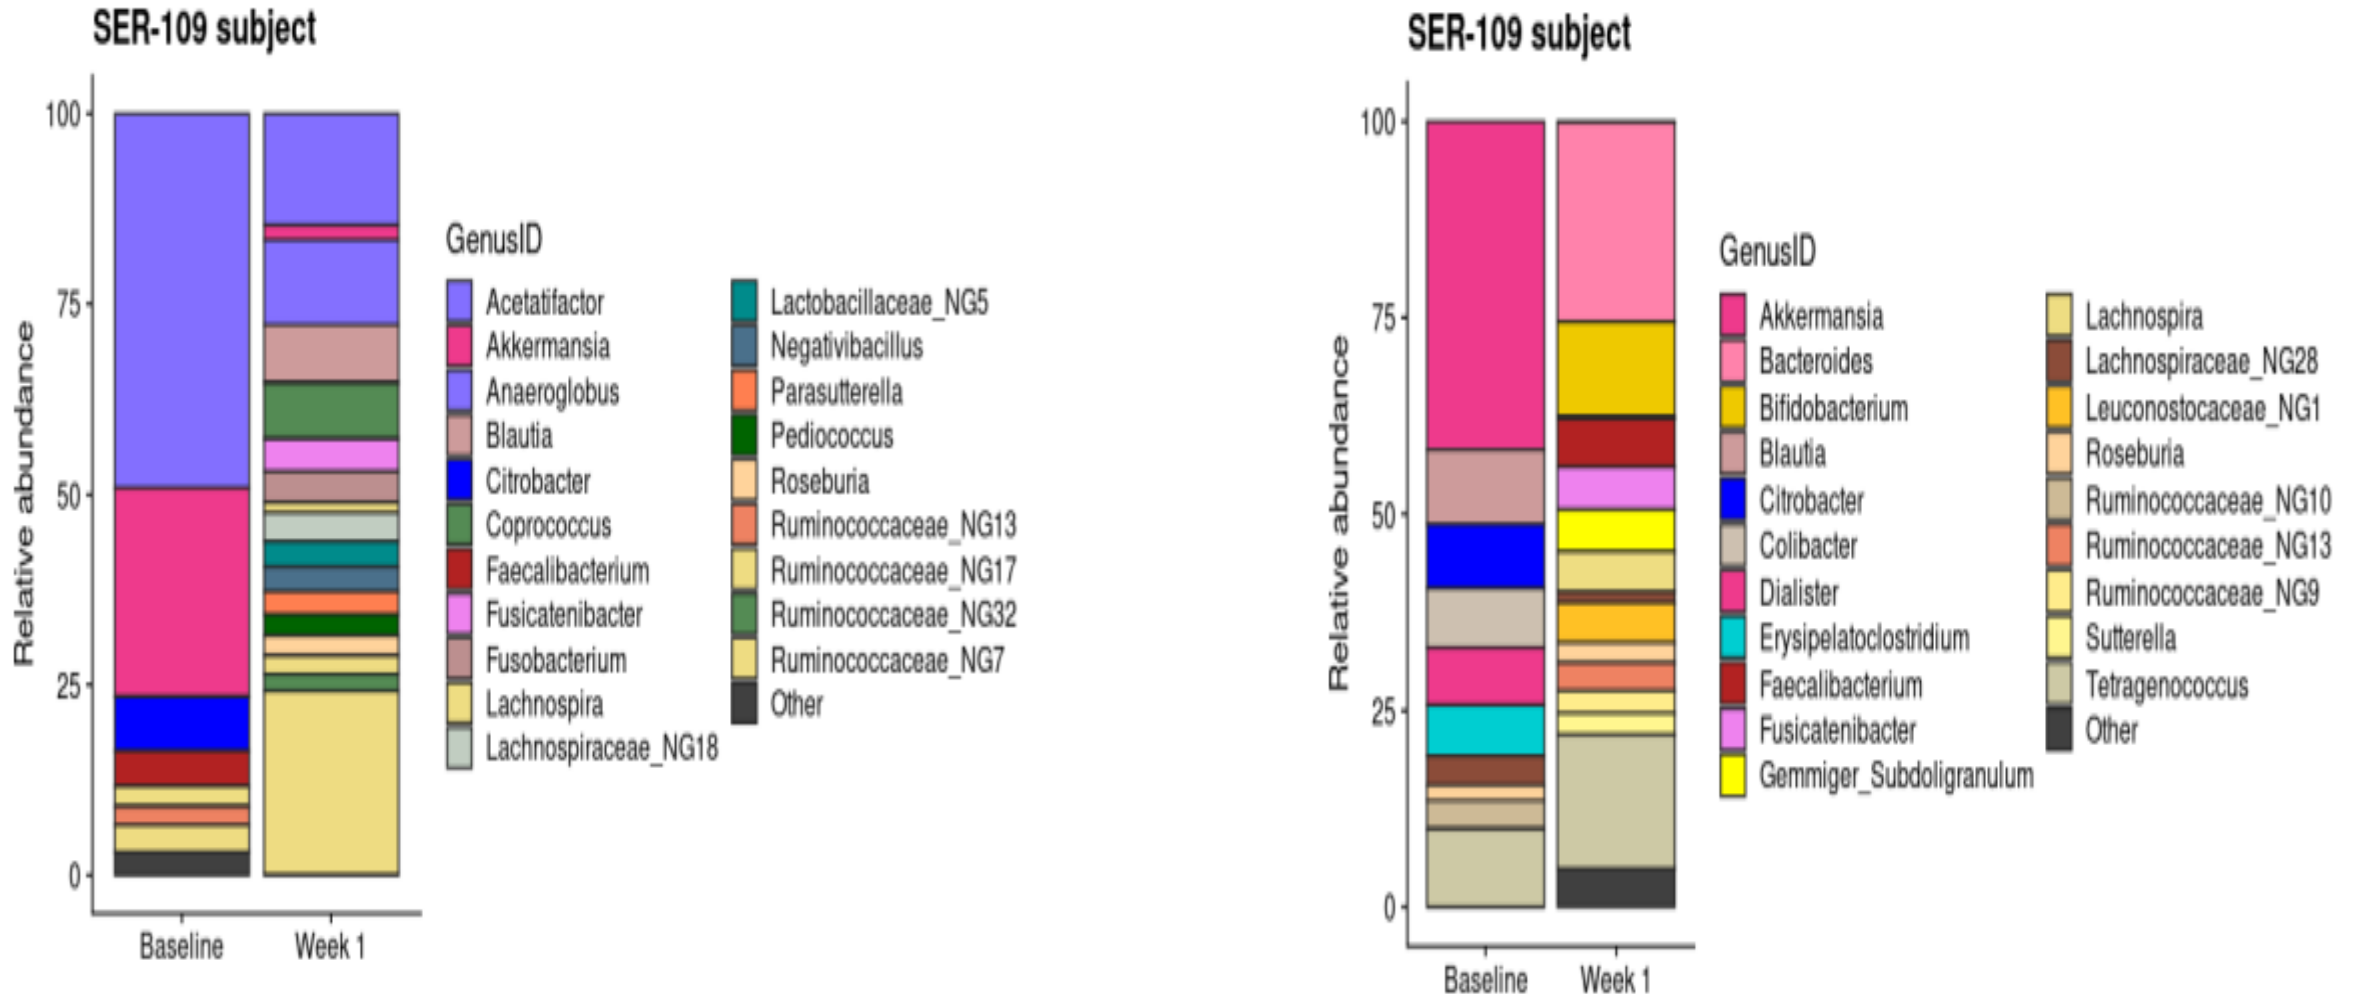 SER-109 subject
Relative abundance
100
75
50
25
0
Baseline
Week 1
GenusID
Acetatifactor
Akkermansia
Anaeroglobus
Blautia
Citrobacter
Coprococcus
Faecalibacterium
Fusicatenibacter
Fusobacterium
Lachnospira
Lachnospiraceae_NG18
Lactobacillaceae_NG5
Negativibacillus
Parasutterella
Pediococcus
Roseburia
Ruminococcaceae_NG13
Ruminococcaceae_NG17
Ruminococcaceae_NG32
Ruminococcaceae_NG7
Other
SER-109 subject
Relative abundance
100
75
50
25
0
Baseline
Week 1
GenusID
Akkermansia
Bacteroides
Bifidobacterium
Blautia
Citrobacter
Colibacter
Dialister
Erysipelatoclostridium
Faecalibacterium
Fusicatenibacter
Gemmiger_Subdoligranulum
Lachnospira
Lachnospiraceae_NG28
Leuconostocaceae_NG1
Roseburia
Ruminococcaceae_NG10
Ruminococcaceae_NG13
Ruminococcaceae_NG9
Sutterella
Tetragenococcus
Other